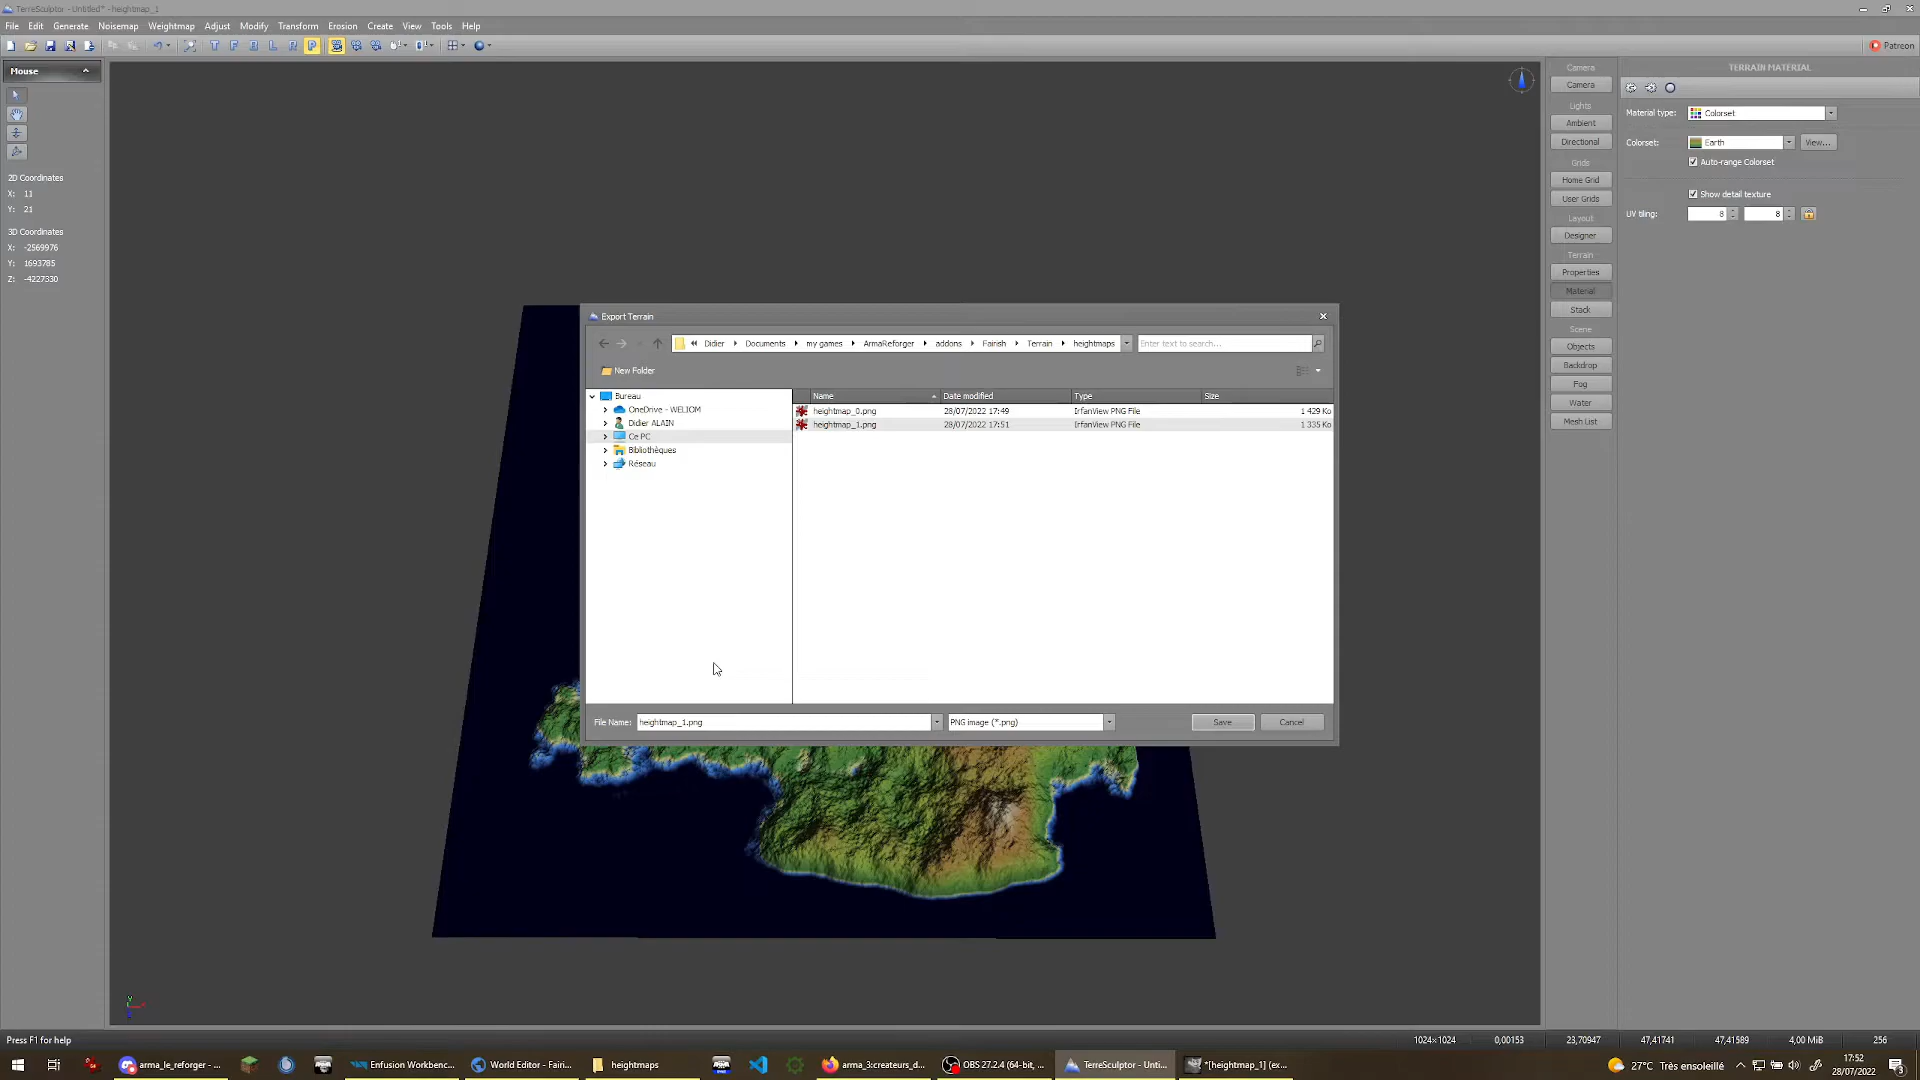 TerreSculptor - Untitled* - heightmap_1
File Edit Generate Noisemap Weightmap Adjust Modify Transform Erosion Create View Tools Help
T F B L R P
Patreon
Mouse
2D Coordinates
X: 11
Y: 21
3D Coordinates
X: -2569976
Y: 1693785
Z: -4227330
Export Terrain
Didier Documents my games ArmaReforger addons Fairish Terrain heightmaps Enter text to search...
New Folder
Bureau
OneDrive - WELIOM
Didier ALAIN
Ce PC
Bibliothèques
Réseau
Name Date modified Type Size
heightmap_0.png 28/07/2022 17:49 IrfanView PNG File 1 429 Ko
heightmap_1.png 28/07/2022 17:51 IrfanView PNG File 1 335 Ko
File Name: heightmap_1.png PNG image (*.png) Save Cancel
Camera
Camera
Lights
Ambient
Directional
Grids
Home Grid
User Grids
Layout
Designer
Terrain
Properties
Material
Stack
Scene
Objects
Backdrop
Fog
Water
Mesh List
TERRAIN MATERIAL
Material type: Colorset
Colorset: Earth View...
Auto-range Colorset
Show detail texture
UV tiling: 8 8
Press F1 for help
1024×1024 0,00153 23,70947 47,41741 47,41589 4,00 MiB 256
arma_le_reforger - ... Enfusion Workbenc... World Editor - Fairi... heightmaps arma_3:createurs_d... OBS 27.2.4 (64-bit, ... TerreSculptor - Unti... *[heightmap_1] (ex...
27°C Très ensoleillé
17:52
28/07/2022